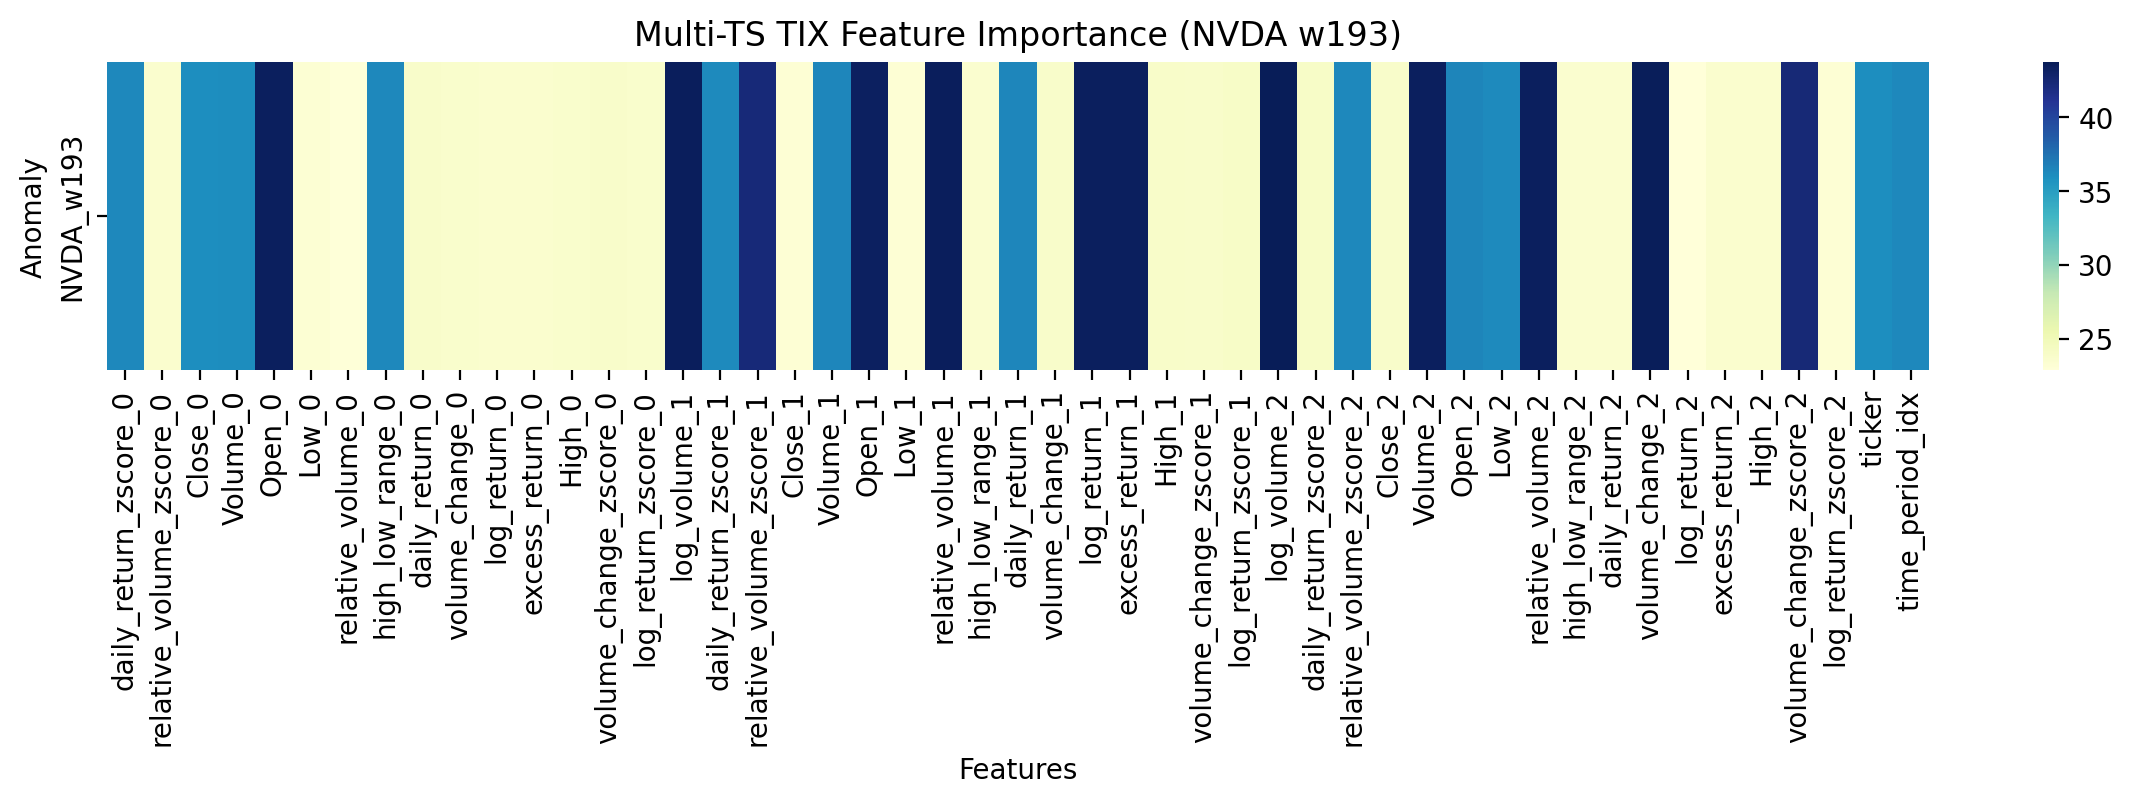 Multi-TS TIX Feature Importance (NVDA w193)
Anomaly
NVDA_w193
40
35
30
25
daily_return_zscore_0
relative_volume_zscore_0
Close_0
Volume_0
Open_0
Low_0
relative_volume_0
high_low_range_0
daily_return_0
volume_change_0
log_return_0
excess_return_0
High_0
volume_change_zscore_0
log_return_zscore_0
log_volume_1
daily_return_zscore_1
relative_volume_zscore_1
Close_1
Volume_1
Open_1
Low_1
relative_volume_1
high_low_range_1
daily_return_1
volume_change_1
log_return_1
excess_return_1
High_1
volume_change_zscore_1
log_return_zscore_1
log_volume_2
daily_return_zscore_2
relative_volume_zscore_2
Close_2
Volume_2
Open_2
Low_2
relative_volume_2
high_low_range_2
daily_return_2
volume_change_2
log_return_2
excess_return_2
High_2
volume_change_zscore_2
log_return_zscore_2
ticker
time_period_idx
Features